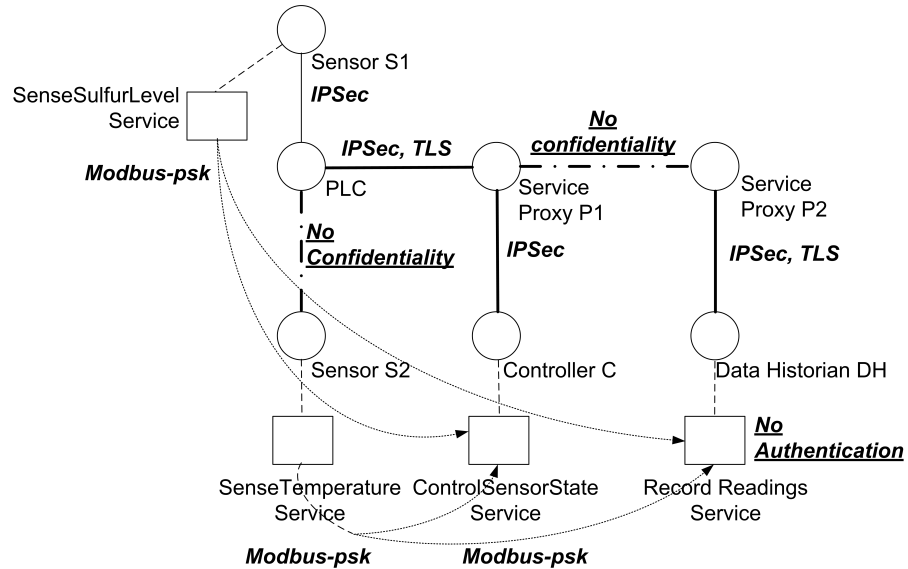 Sensor S1
SenseSulfurLevel
Service
IPSec
No
confidentiality
IPSec, TLS
Modbus-psk
PLC
Service
Proxy P1
Service
Proxy P2
No
Confidentiality
IPSec
IPSec, TLS
Sensor S2
Controller C
Data Historian DH
No
Authentication
SenseTemperature
Service
ControlSensorState
Service
Record Readings
Service
Modbus-psk
Modbus-psk